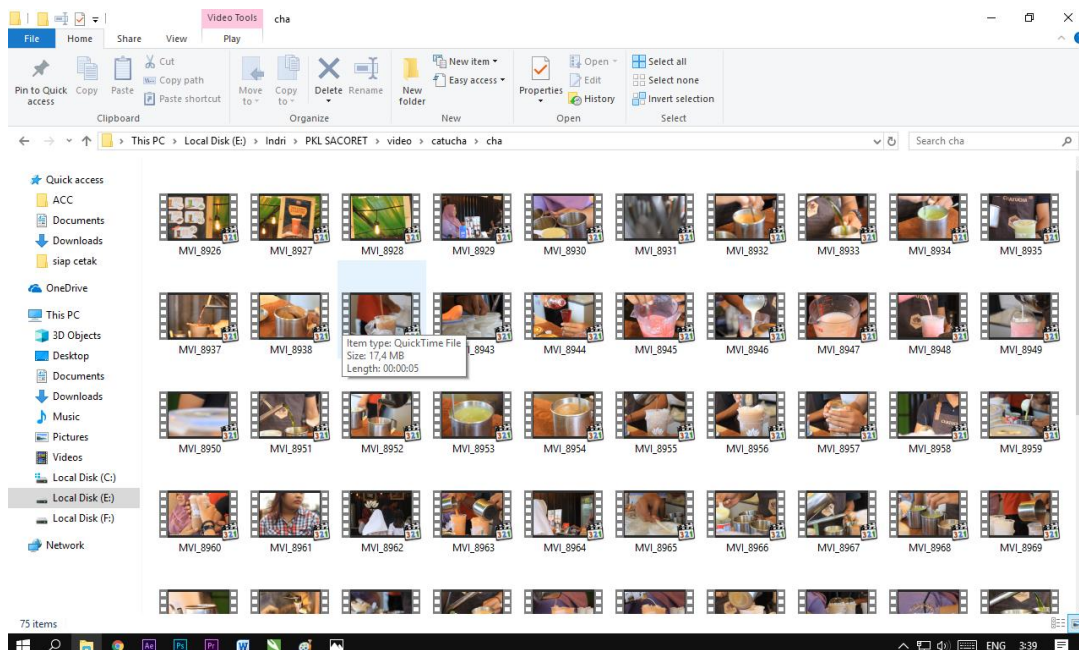 Video Tools
cha
File
Home
Share
View
Play
Pin to Quick access
Copy
Paste
Cut
Copy path
Paste shortcut
Clipboard
Move to
Copy to
Delete
Rename
Organize
New folder
New item
Easy access
New
Properties
Open
Edit
History
Open
Select all
Select none
Invert selection
Select
This PC > Local Disk (E:) > Indri > PKL SACORET > video > catucha > cha
Search cha
Quick access
ACC
Documents
Downloads
siap cetak
OneDrive
This PC
3D Objects
Desktop
Documents
Downloads
Music
Pictures
Videos
Local Disk (C:)
Local Disk (E:)
Local Disk (F:)
Network
MVI_8926 MVI_8927 MVI_8928 MVI_8929 MVI_8930 MVI_8931 MVI_8932 MVI_8933 MVI_8934 MVI_8935
MVI_8937 MVI_8938 _8943 MVI_8944 MVI_8945 MVI_8946 MVI_8947 MVI_8948 MVI_8949
Item type: QuickTime File
Size: 17,4 MB
Length: 00:00:05
MVI_8950 MVI_8951 MVI_8952 MVI_8953 MVI_8954 MVI_8955 MVI_8956 MVI_8957 MVI_8958 MVI_8959
MVI_8960 MVI_8961 MVI_8962 MVI_8963 MVI_8964 MVI_8965 MVI_8966 MVI_8967 MVI_8968 MVI_8969
75 items
Ae
Ps
Pr
ENG
3:39